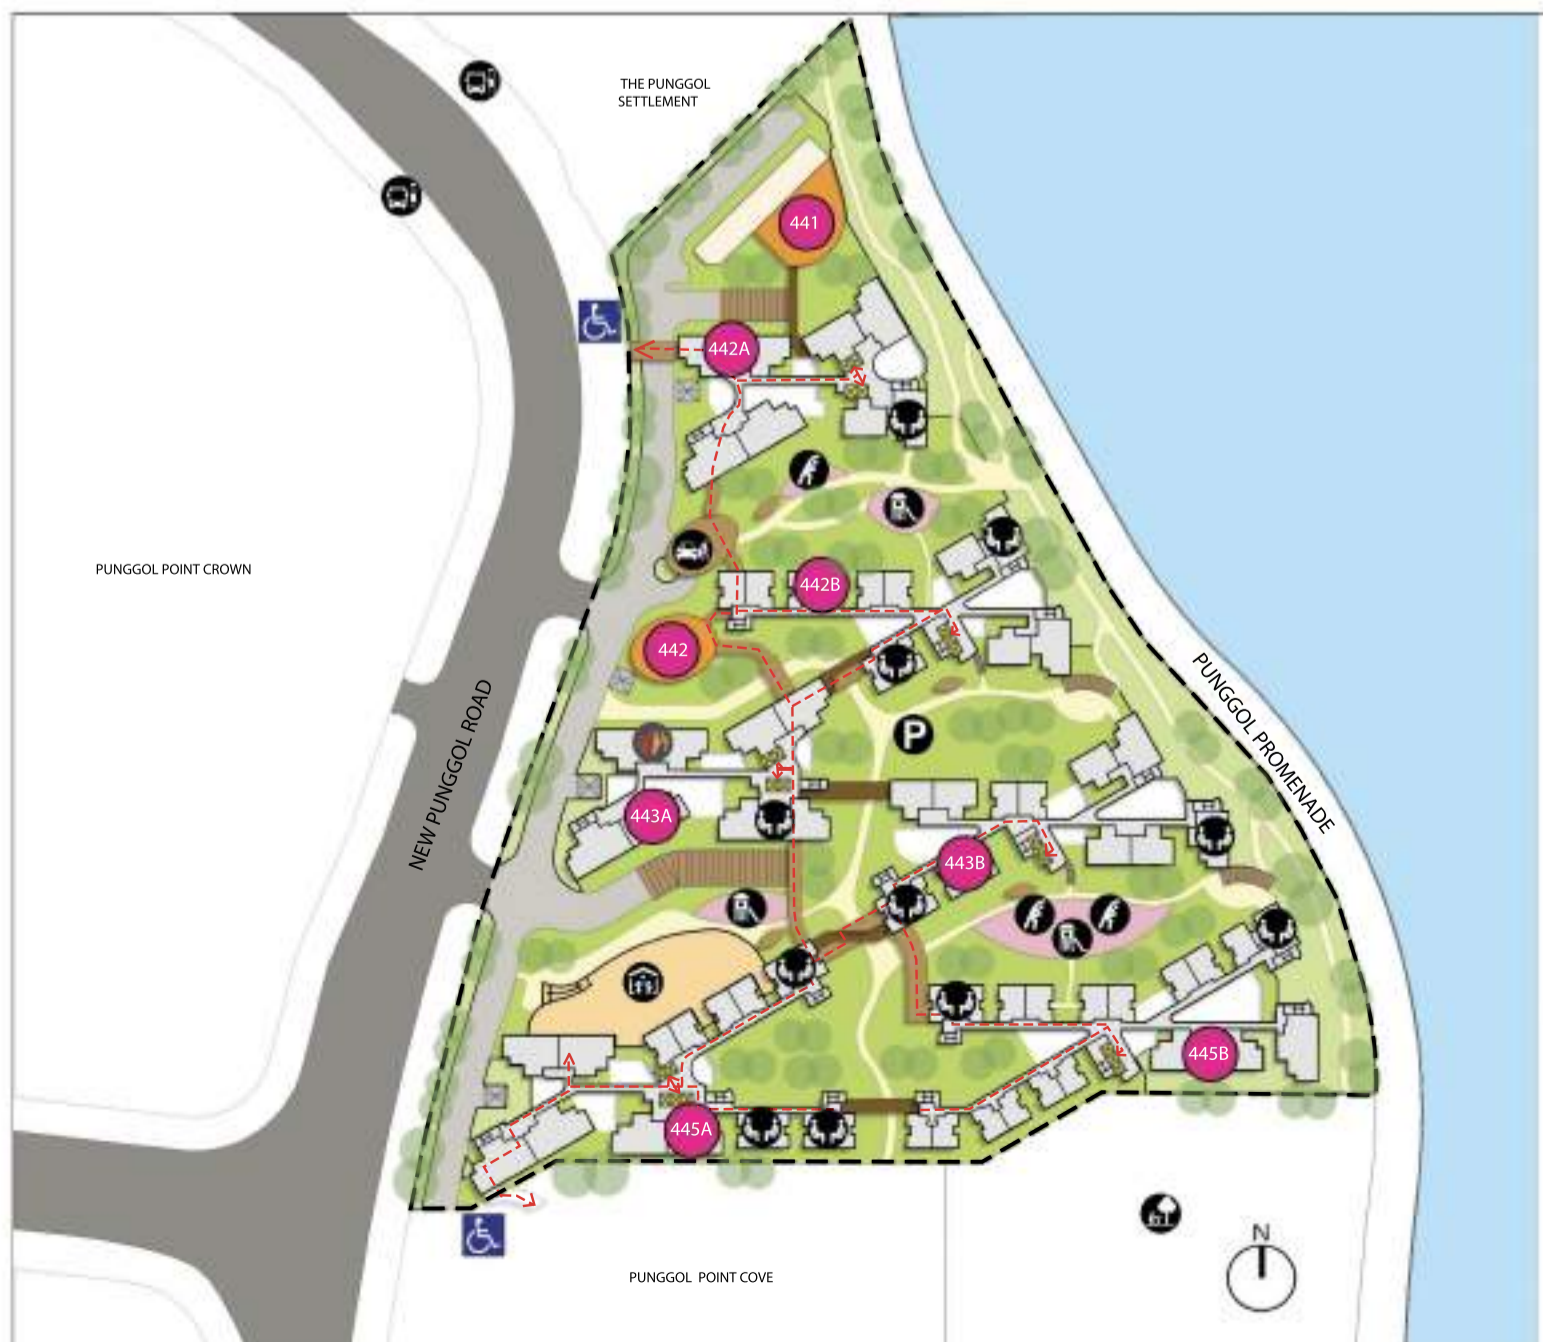 THE PUNGGOL
SETTLEMENT
441
442A
PUNGGOL POINT CROWN
442B
442
NEW PUNGGOL ROAD
PUNGGOL PROMENADE
P
443A
443B
445B
445A
N
PUNGGOL POINT COVE